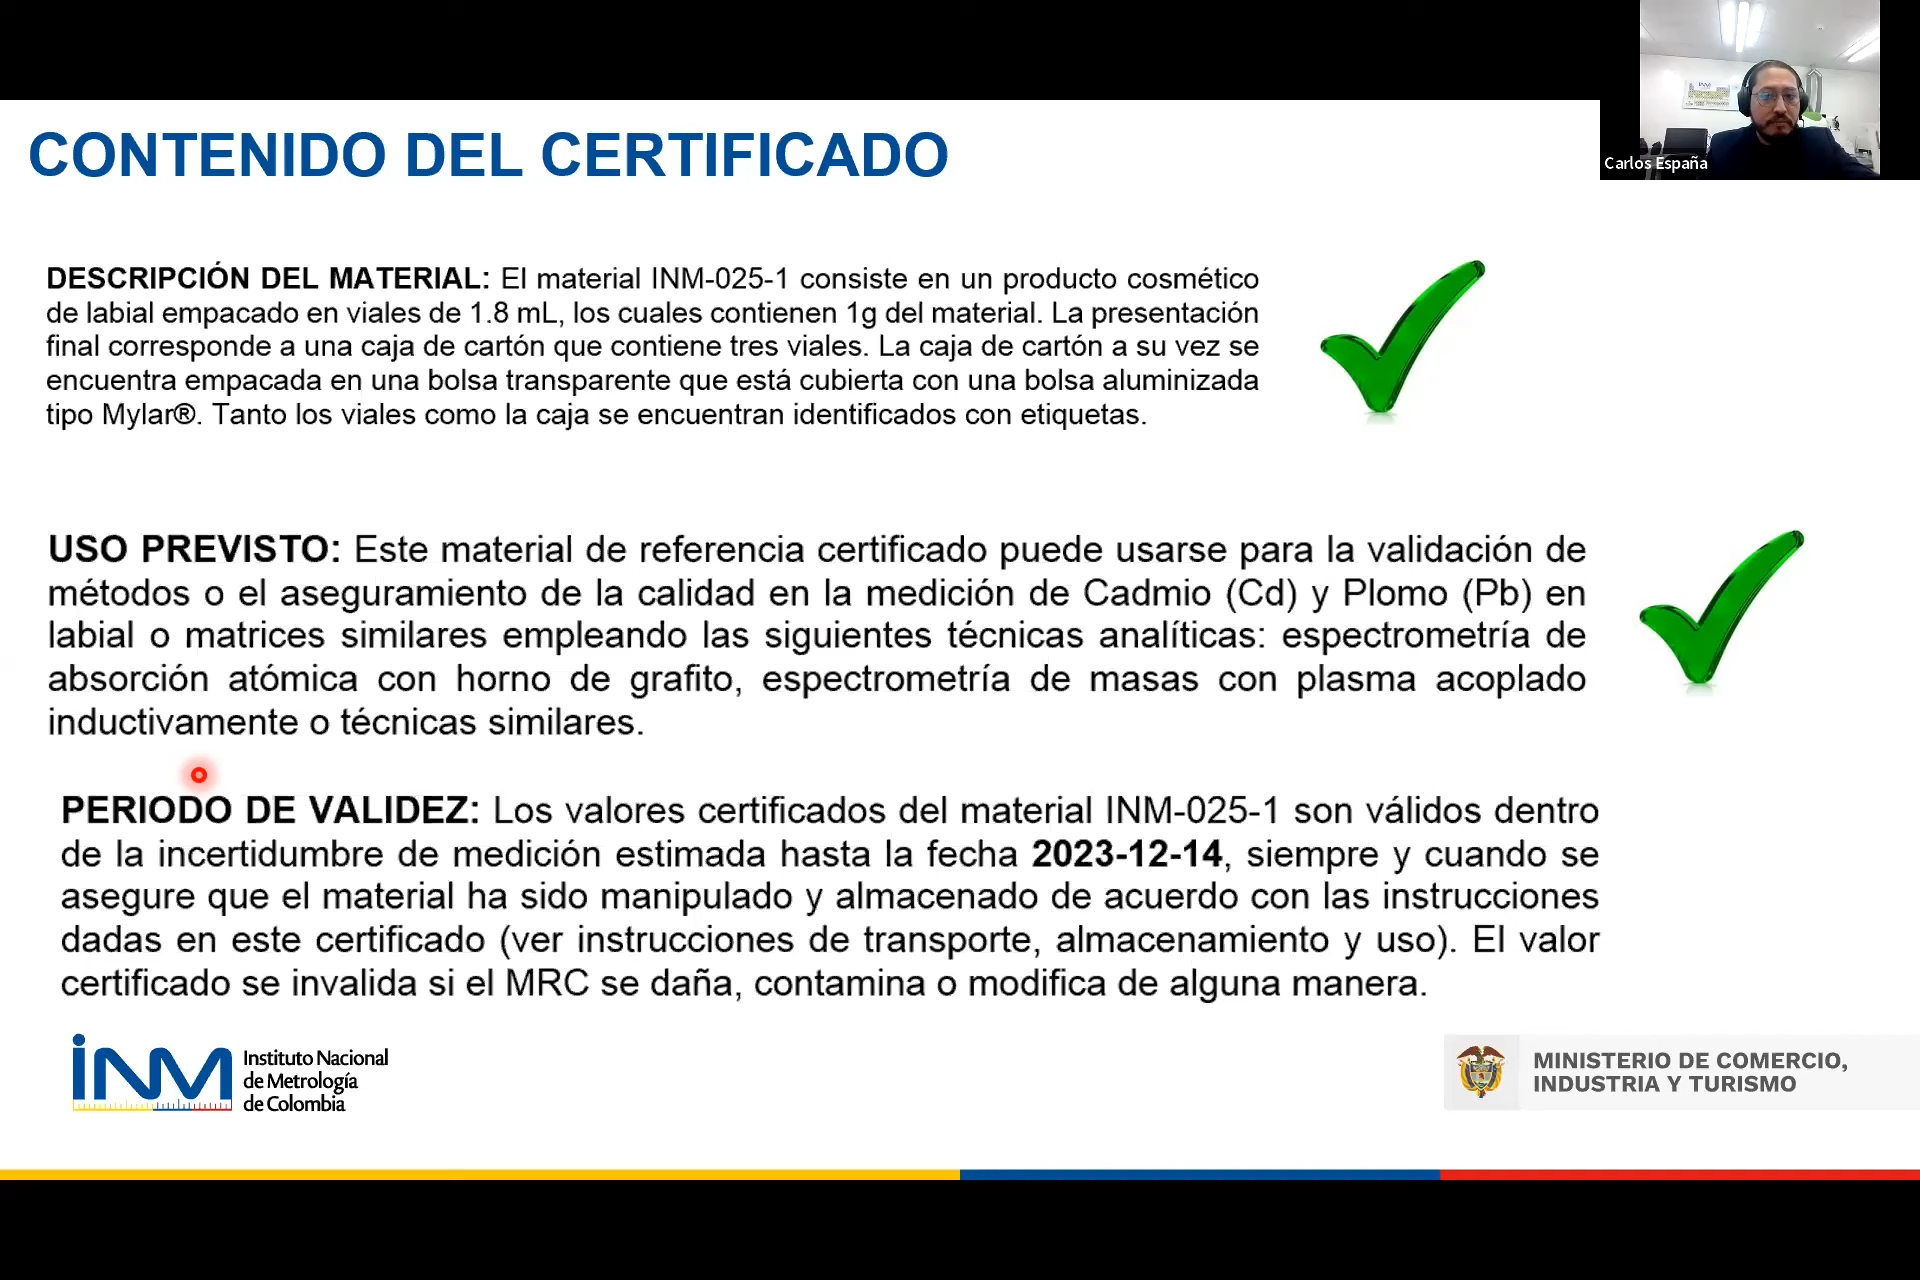 CONTENIDO DEL CERTIFICADO
Carlos España
DESCRIPCIÓN DEL MATERIAL: El material INM-025-1 consiste en un producto cosmético
de labial empacado en viales de 1.8 mL, los cuales contienen 1g del material. La presentación
final corresponde a una caja de cartón que contiene tres viales. La caja de cartón a su vez se
encuentra empacada en una bolsa transparente que está cubierta con una bolsa aluminizada
tipo Mylar®. Tanto los viales como la caja se encuentran identificados con etiquetas.
USO PREVISTO: Este material de referencia certificado puede usarse para la validación de
métodos o el aseguramiento de la calidad en la medición de Cadmio (Cd) y Plomo (Pb) en
labial o matrices similares empleando las siguientes técnicas analíticas: espectrometría de
absorción atómica con horno de grafito, espectrometría de masas con plasma acoplado
inductivamente o técnicas similares.
PERIODO DE VALIDEZ: Los valores certificados del material INM-025-1 son válidos dentro
de la incertidumbre de medición estimada hasta la fecha 2023-12-14, siempre y cuando se
asegure que el material ha sido manipulado y almacenado de acuerdo con las instrucciones
dadas en este certificado (ver instrucciones de transporte, almacenamiento y uso). El valor
certificado se invalida si el MRC se daña, contamina o modifica de alguna manera.
INM
Instituto Nacional
de Metrología
de Colombia
MINISTERIO DE COMERCIO,
INDUSTRIA Y TURISMO